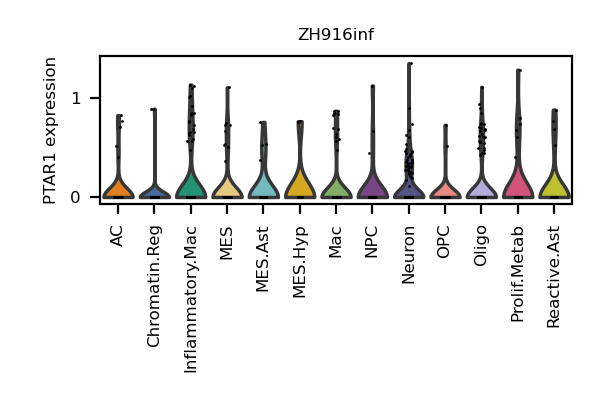 ZH916inf
PTAR1 expression
1
0
AC
Chromatin.Reg
Inflammatory.Mac
MES
MES.Ast
MES.Hyp
Mac
NPC
Neuron
OPC
Oligo
Prolif.Metab
Reactive.Ast